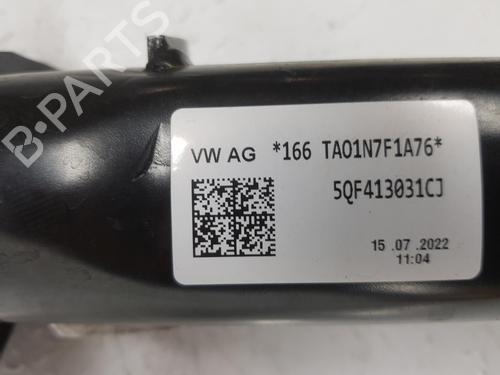 VW AG *166 TA01N7F1A76*
5QF413031CJ
15 .07 .2022
11:04
B-PARTS